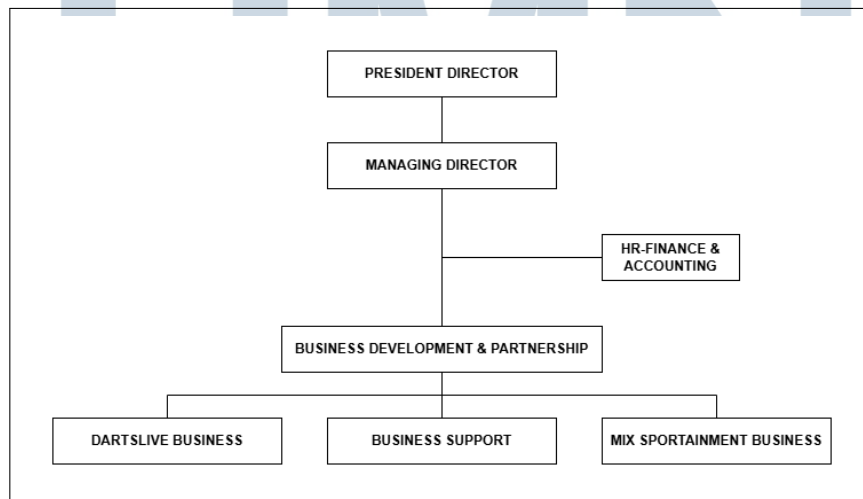 PRESIDENT DIRECTOR
MANAGING DIRECTOR
HR-FINANCE &
ACCOUNTING
BUSINESS DEVELOPMENT & PARTNERSHIP
DARTSLIVE BUSINESS
BUSINESS SUPPORT
MIX SPORTAINMENT BUSINESS